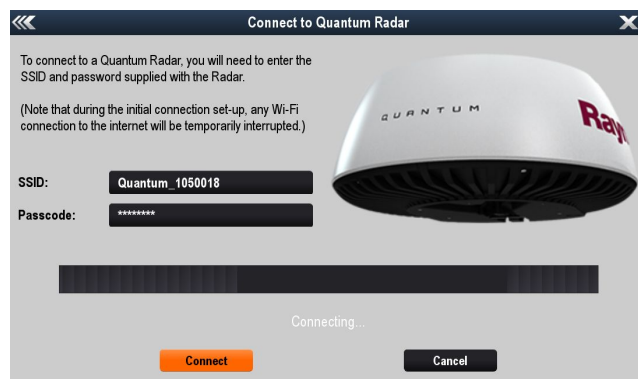 Connect to Quantum Radar
To connect to a Quantum Radar, you will need to enter the
SSID and password supplied with the Radar.
(Note that during the initial connection set-up, any Wi-Fi
connection to the internet will be temporarily interrupted.)
QUANTUM
Ray
SSID:
Quantum_1050018
Passcode:
********
Connecting...
Connect
Cancel